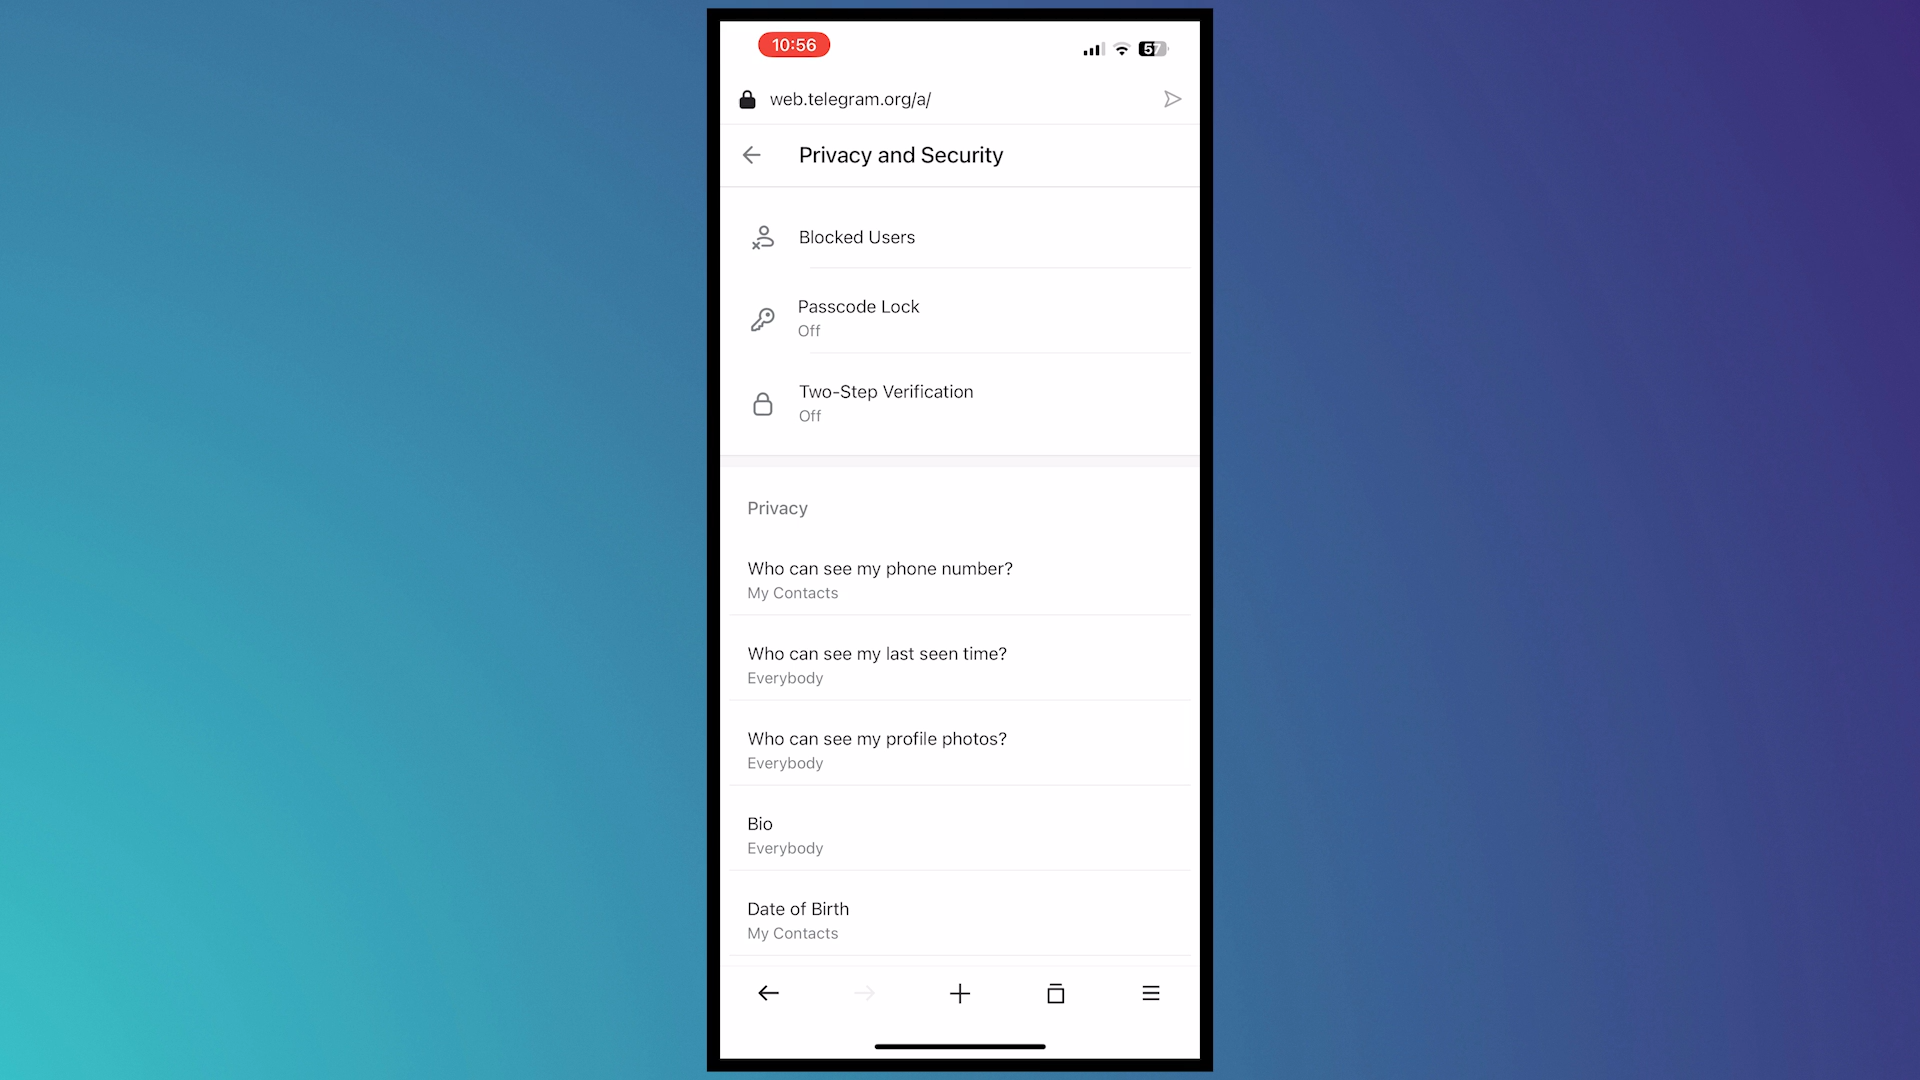 10:56
57
web.telegram.org/a/
Privacy and Security
Blocked Users
Passcode Lock
Off
Two-Step Verification
Off
Privacy
Who can see my phone number?
My Contacts
Who can see my last seen time?
Everybody
Who can see my profile photos?
Everybody
Bio
Everybody
Date of Birth
My Contacts